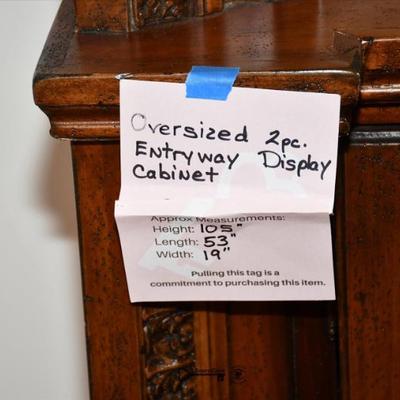 Oversized 2pc.
Entryway Display
Cabinet
Approx Measurements:
Height: 105"
Length: 53"
Width: 19"
Pulling this tag is a
commitment to purchasing this item.